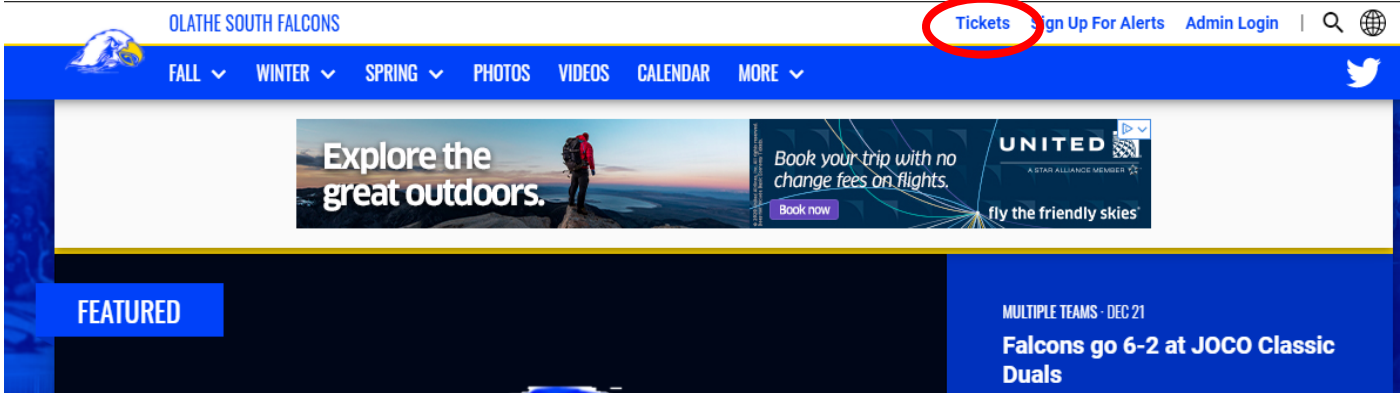 OLATHE SOUTH FALCONS
Tickets Sign Up For Alerts Admin Login |
FALL WINTER SPRING PHOTOS VIDEOS CALENDAR MORE
Explore the
great outdoors.
Book your trip with no
change fees on flights.
Book now
UNITED
A STAR ALLIANCE MEMBER
fly the friendly skies
FEATURED
MULTIPLE TEAMS · DEC 21
Falcons go 6-2 at JOCO Classic
Duals